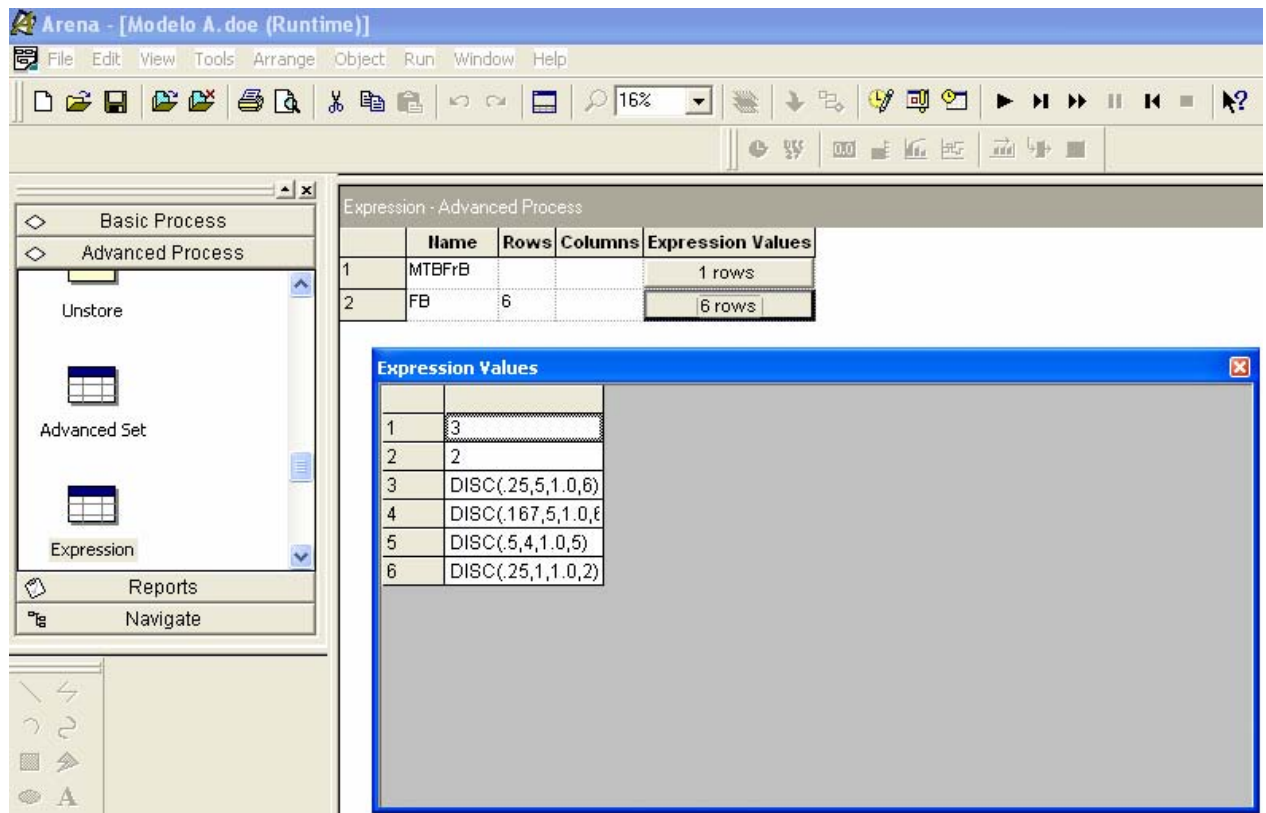 Arena - [Modelo A.doe (Runtime)]
File Edit View Tools Arrange Object Run Window Help
16%
Basic Process
Advanced Process
Unstore
Advanced Set
Expression
Reports
Navigate
Expression - Advanced Process
Name Rows Columns Expression Values
1 MTBFrB 1 rows
2 FB 6 6 rows
Expression Values
1 3
2 2
3 DISC(.25,5,1.0,6)
4 DISC(.167,5,1.0,
5 DISC(.5,4,1.0,5)
6 DISC(.25,1,1.0,2)
A